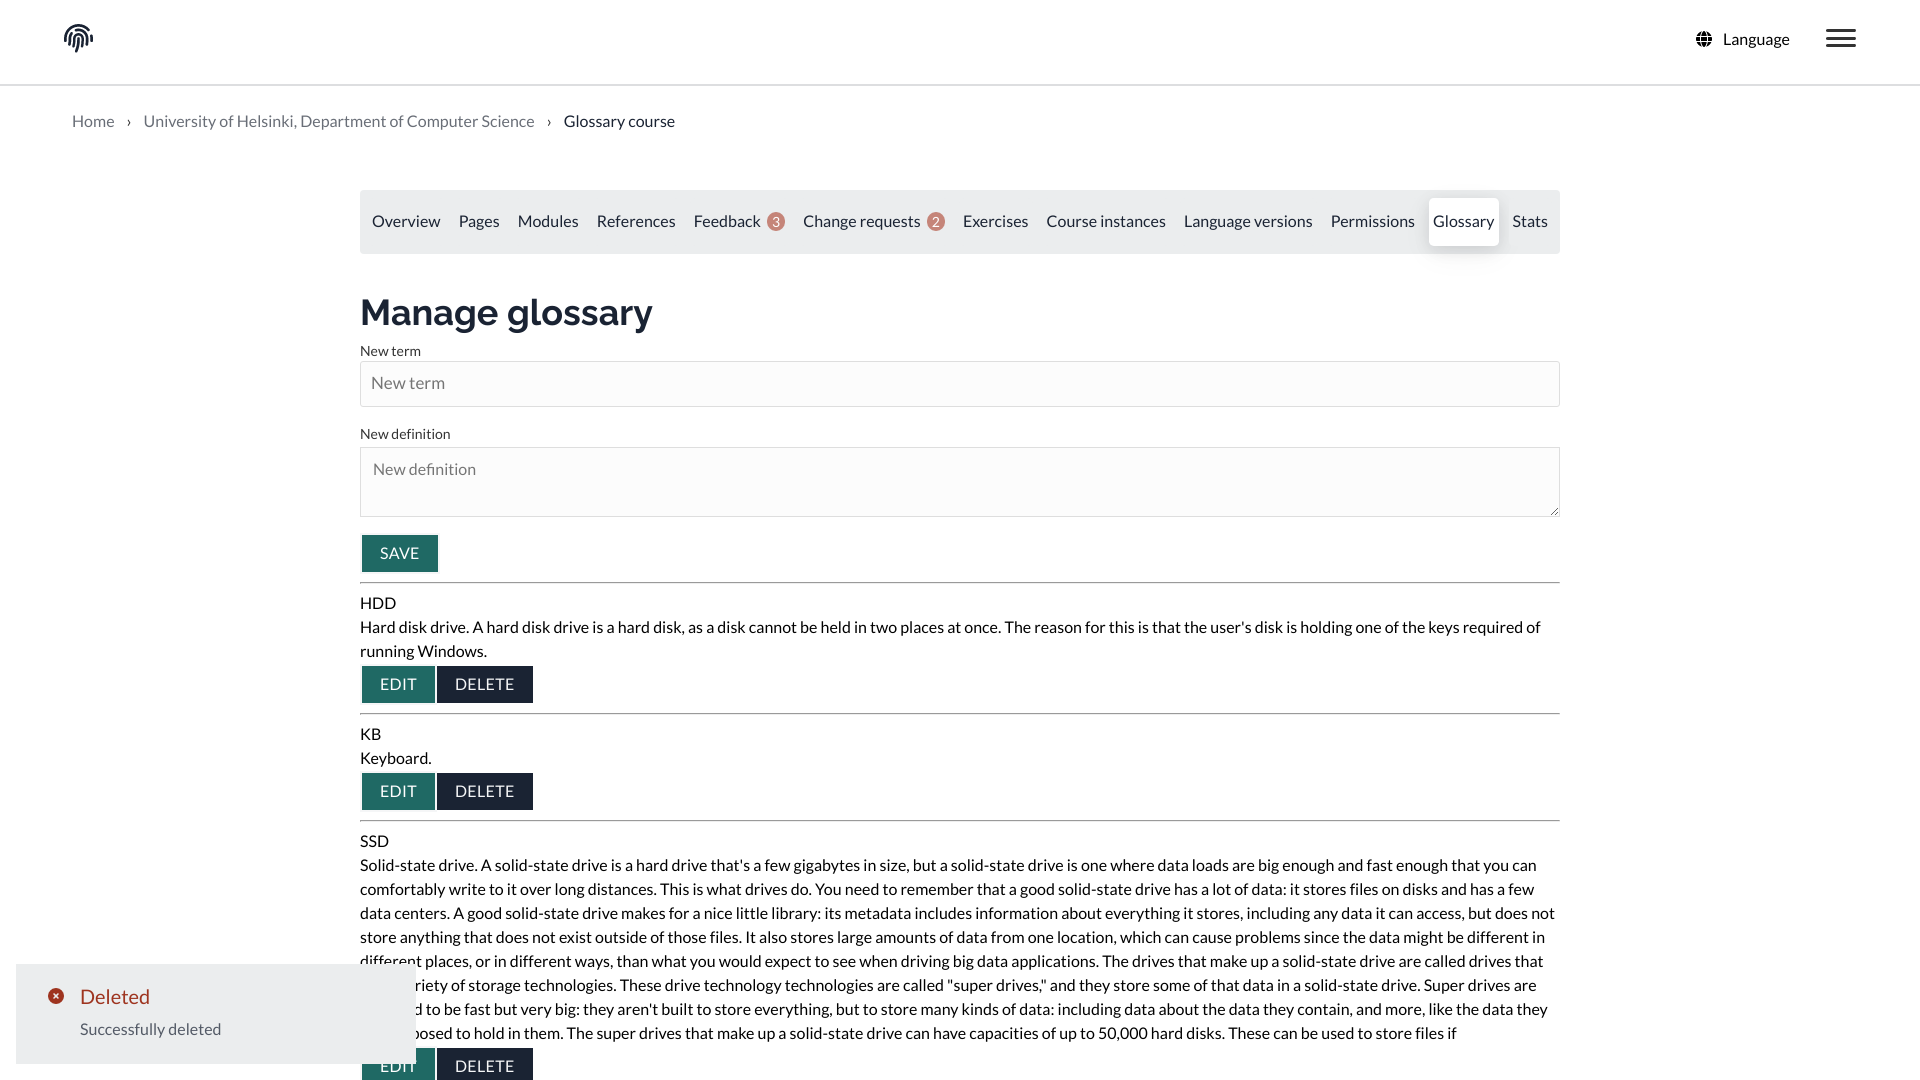 Language
Home › University of Helsinki, Department of Computer Science › Glossary course
Overview Pages Modules References Feedback 3 Change requests 2 Exercises Course instances Language versions Permissions Glossary Stats
Manage glossary
New term
New term
New definition
New definition
SAVE
HDD
Hard disk drive. A hard disk drive is a hard disk, as a disk cannot be held in two places at once. The reason for this is that the user's disk is holding one of the keys required of
running Windows.
EDIT DELETE
KB
Keyboard.
EDIT DELETE
SSD
Solid-state drive. A solid-state drive is a hard drive that's a few gigabytes in size, but a solid-state drive is one where data loads are big enough and fast enough that you can
comfortably write to it over long distances. This is what drives do. You need to remember that a good solid-state drive has a lot of data: it stores files on disks and has a few
data centers. A good solid-state drive makes for a nice little library: its metadata includes information about everything it stores, including any data it can access, but does not
store anything that does not exist outside of those files. It also stores large amounts of data from one location, which can cause problems since the data might be different in
different places, or in different ways, than what you would expect to see when driving big data applications. The drives that make up a solid-state drive are called drives that
of storage technologies. These drive technology technologies are called "super drives," and they store some of that data in a solid-state drive. Super drives are
to be fast but very big: they aren't built to store everything, but to store many kinds of data: including data about the data they contain, and more, like the data they
to hold in them. The super drives that make up a solid-state drive can have capacities of up to 50,000 hard disks. These can be used to store files if
EDIT DELETE
Deleted
Successfully deleted